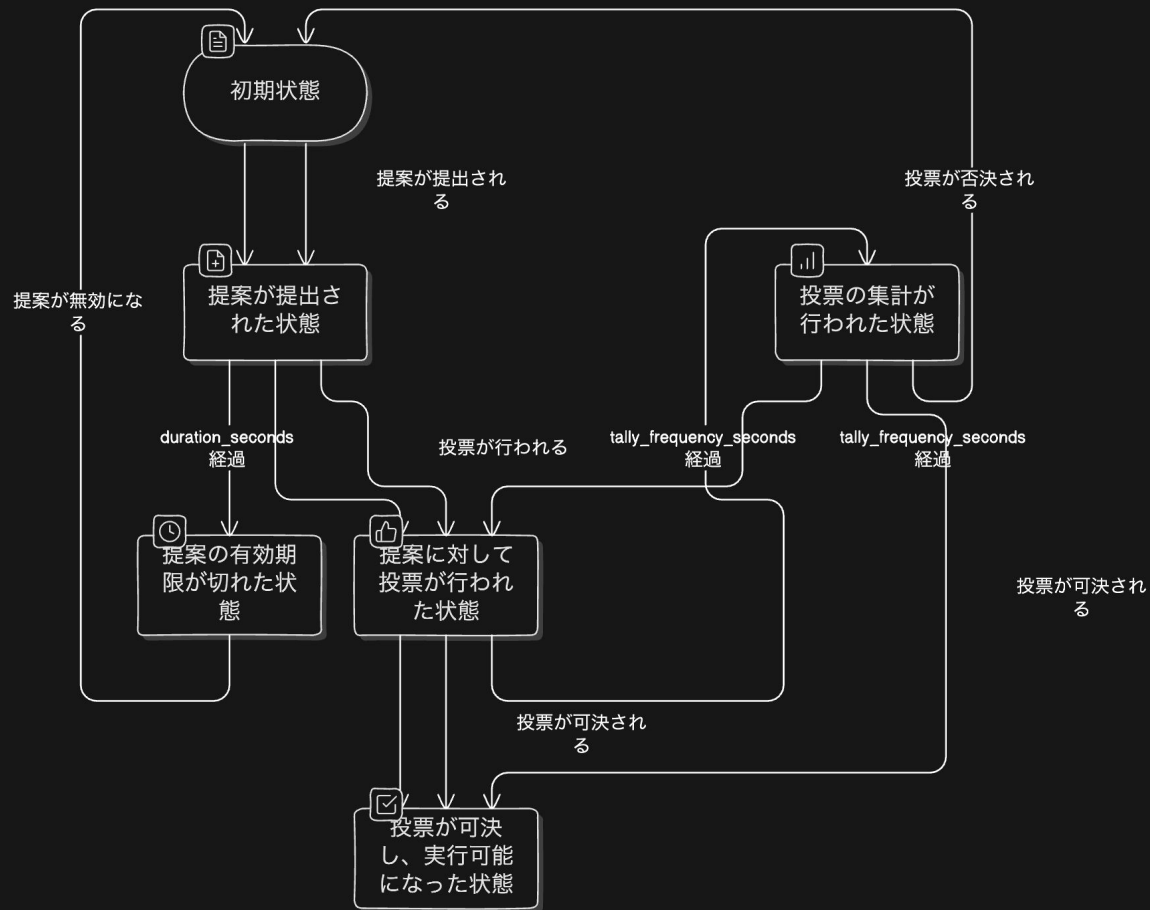 初期状態
提案が提出され
る
投票が否決され
る
提案が提出さ
れた状態
投票の集計が
行われた状態
提案が無効にな
る
duration_seconds
経過
投票が行われる
tally_frequency_seconds
経過
tally_frequency_seconds
経過
提案の有効期
限が切れた状
態
提案に対して
投票が行われ
た状態
投票が可決され
る
投票が可決され
る
投票が可決
し、実行可能
になった状態